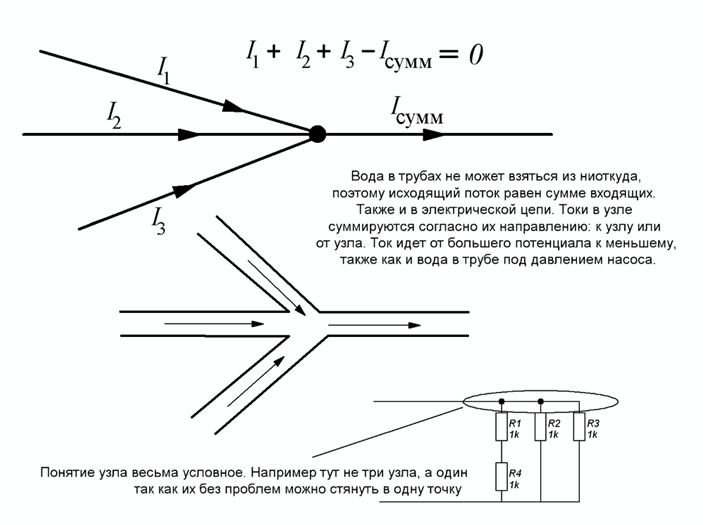 I1 + I2 + I3 – Iсумм = 0
I1
I2
Iсумм
I3
Вода в трубах не может взяться из ниоткуда,
поэтому исходящий поток равен сумме входящих.
Также и в электрической цепи. Токи в узле
суммируются согласно их направлению: к узлу или
от узла. Ток идет от большего потенциала к меньшему,
также как и вода в трубе под давлением насоса.
R1
1k
R2
1k
R3
1k
R4
1k
Понятие узла весьма условное. Например тут не три узла, а один
так как их без проблем можно стянуть в одну точку